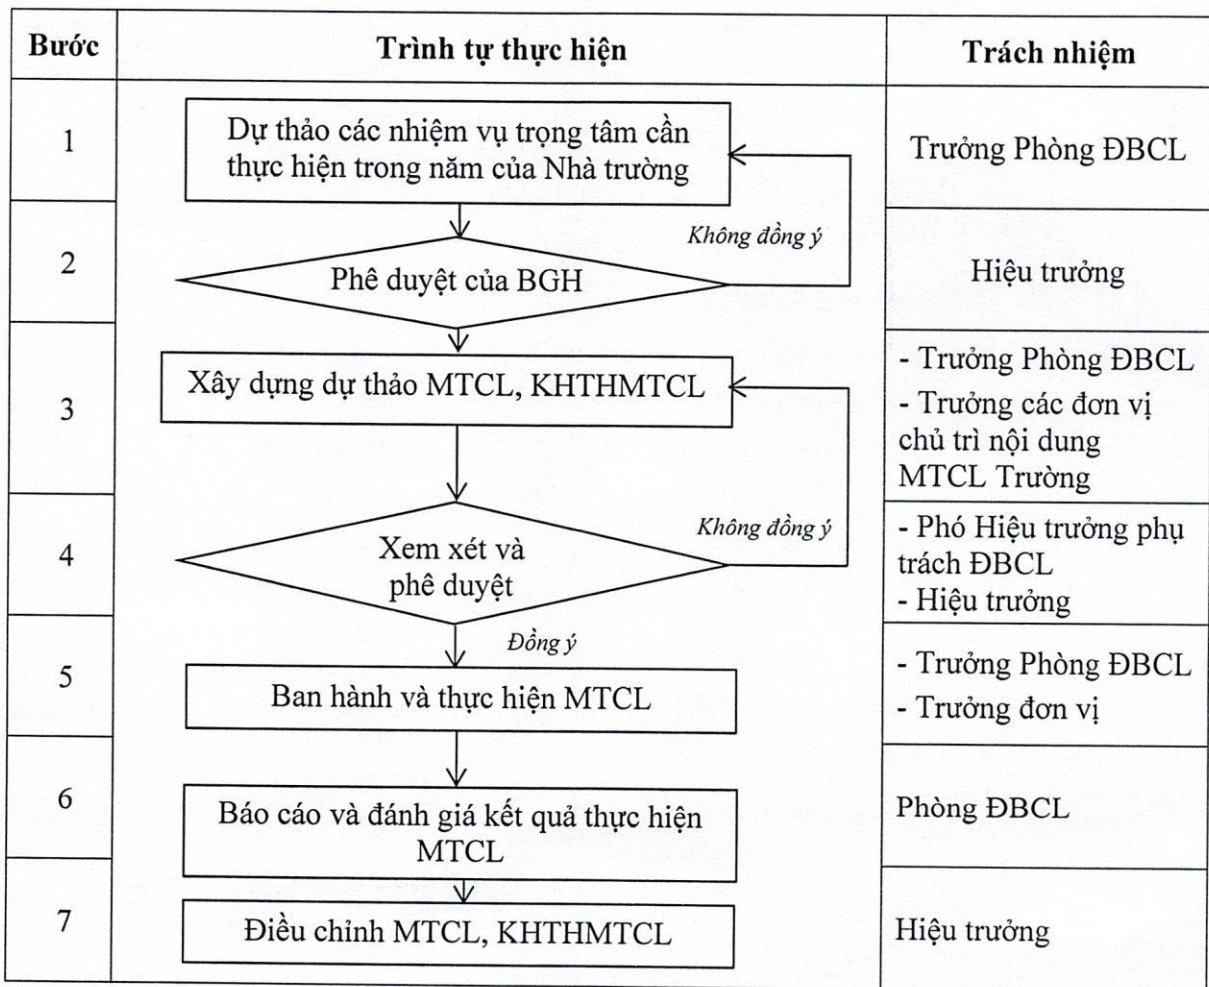 Bước
Trình tự thực hiện
Trách nhiệm
1
Dự thảo các nhiệm vụ trọng tâm cần
thực hiện trong năm của Nhà trường
Trưởng Phòng ĐBCL
Không đồng ý
2
Phê duyệt của BGH
Hiệu trưởng
3
Xây dựng dự thảo MTCL, KHTHMTCL
- Trưởng Phòng ĐBCL
- Trưởng các đơn vị
chủ trì nội dung
MTCL Trường
Không đồng ý
4
Xem xét và
phê duyệt
- Phó Hiệu trưởng phụ
trách ĐBCL
- Hiệu trưởng
Đồng ý
5
Ban hành và thực hiện MTCL
- Trưởng Phòng ĐBCL
- Trưởng đơn vị
6
Báo cáo và đánh giá kết quả thực hiện
MTCL
Phòng ĐBCL
7
Điều chỉnh MTCL, KHTHMTCL
Hiệu trưởng